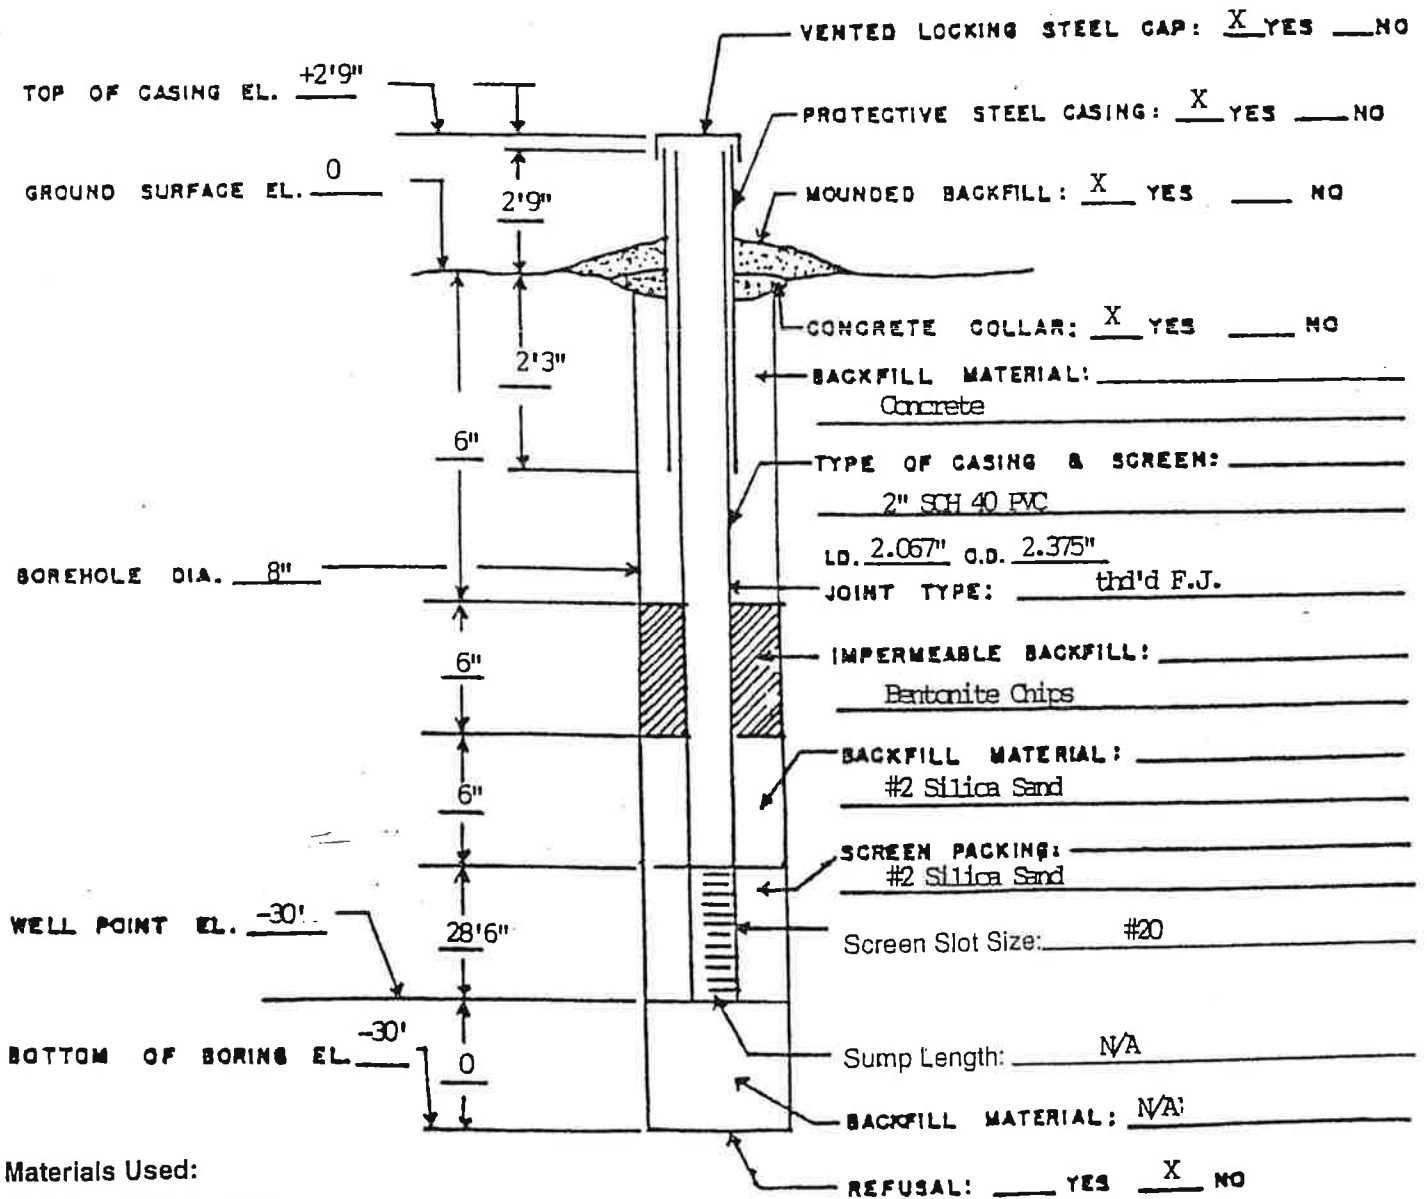 VENTED LOCKING STEEL CAP: X YES NO
TOP OF CASING EL. +2'9"
PROTECTIVE STEEL CASING: X YES NO
GROUND SURFACE EL. 0
MOUNDED BACKFILL: X YES NO
2'9"
CONCRETE COLLAR: X YES NO
2'3"
BACKFILL MATERIAL:
Concrete
6"
TYPE OF CASING & SCREEN:
2" SCH 40 PVC
I.D. 2.067" O.D. 2.375"
BOREHOLE DIA. 8"
JOINT TYPE: thd'd F.J.
6"
IMPERMEABLE BACKFILL:
Bentonite Chips
BACKFILL MATERIAL:
#2 Silica Sand
6"
SCREEN PACKING:
#2 Silica Sand
WELL POINT EL. -30'
28'6"
Screen Slot Size: #20
BOTTOM OF BORING EL. -30'
0
Sump Length: N/A
BACKFILL MATERIAL: N/A
Materials Used:
REFUSAL: YES X NO